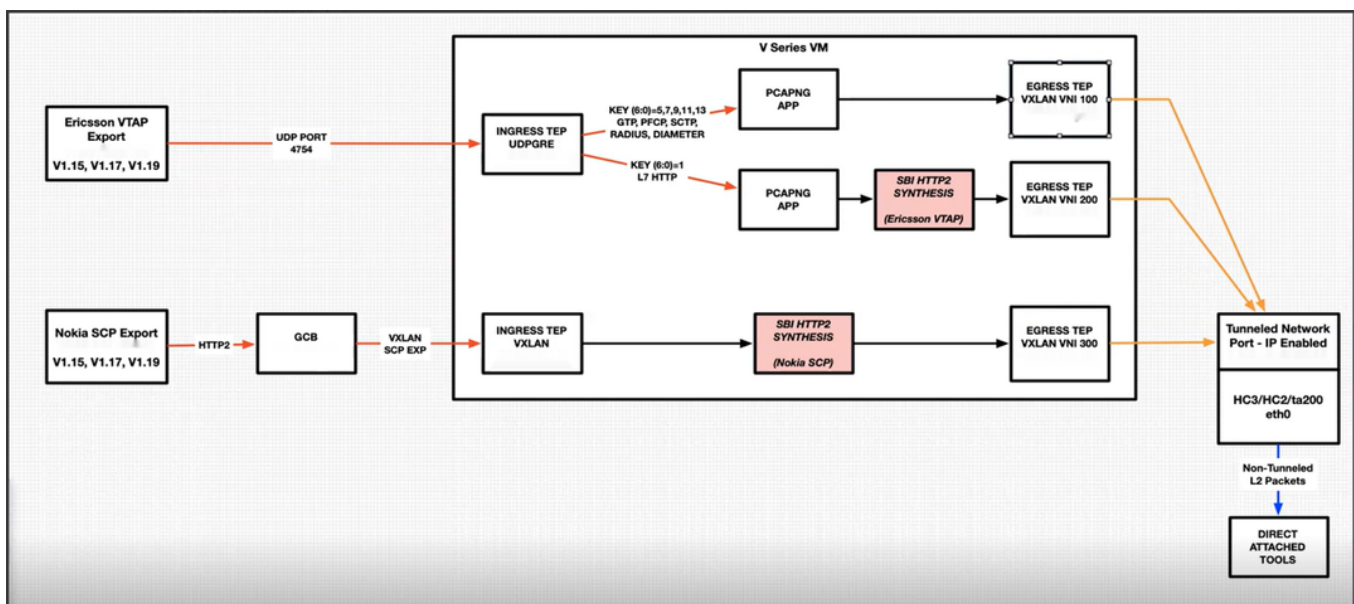 V Series VM
Ericsson VTAP
Export
V1.15, V1.17, V1.19
UDP PORT
4754
INGRESS TEP
UDPGRE
KEY (6:0)=5,7,9,11,13
GTP, PFCP, SCTP,
RADIUS, DIAMETER
KEY (6:0)=1
L7 HTTP
PCAPNG
APP
EGRESS TEP
VXLAN VNI 100
PCAPNG
APP
SBI HTTP2
SYNTHESIS
(Ericsson VTAP)
EGRESS TEP
VXLAN VNI 200
Nokia SCP Export
V1.15, V1.17, V1.19
HTTP2
GCB
VXLAN
SCP EXP
INGRESS TEP
VXLAN
SBI HTTP2
SYNTHESIS
(Nokia SCP)
EGRESS TEP
VXLAN VNI 300
Tunneled Network
Port - IP Enabled
HC3/HC2/ta200
eth0
Non-Tunneled
L2 Packets
DIRECT
ATTACHED
TOOLS